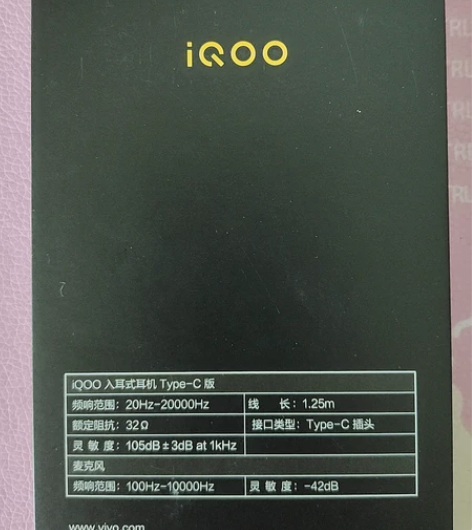 iQOO
iQOO 入耳式耳机 Type-C 版
频响范围：20Hz-20000Hz 线 长：1.25m
额定阻抗：32Ω 接口类型：Type-C 插头
灵 敏 度：105dB±3dB at 1kHz
麦克风
频响范围：100Hz-10000Hz 灵 敏 度：-42dB
www.vivo.com